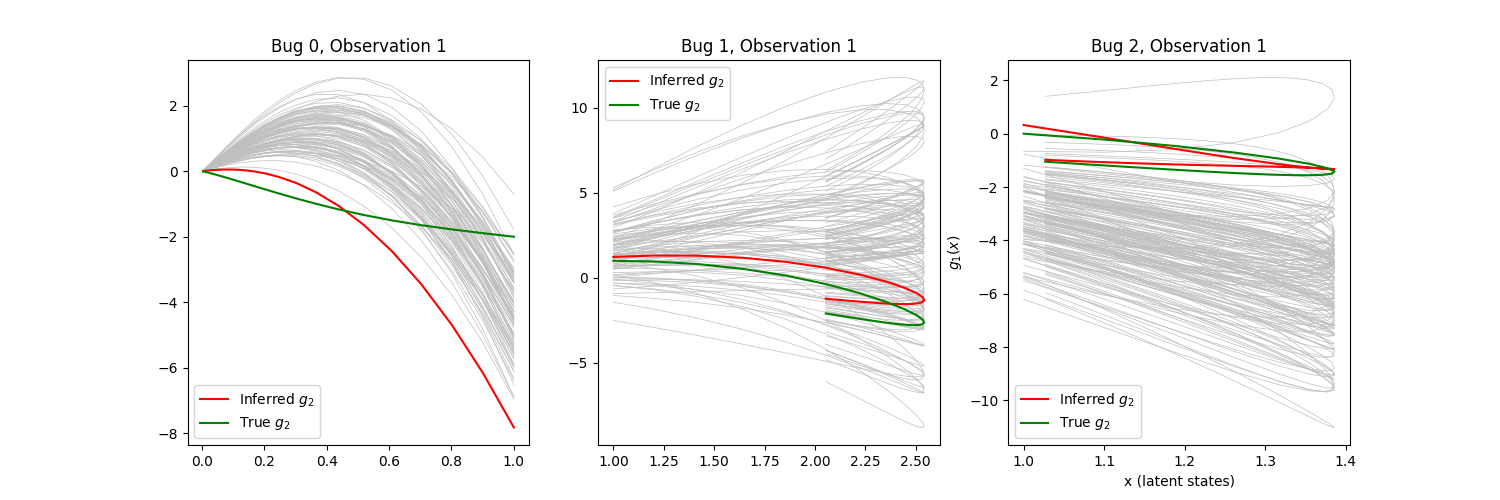 Bug 0, Observation 1
2
0
−2
−4
−6
−8
0.0 0.2 0.4 0.6 0.8 1.0
Inferred g₂
True g₂
Bug 1, Observation 1
Inferred g₂
True g₂
10
5
0
−5
1.00 1.25 1.50 1.75 2.00 2.25 2.50
Bug 2, Observation 1
g₁(x)
2
0
−2
−4
−6
−8
−10
Inferred g₂
True g₂
1.0 1.1 1.2 1.3 1.4
x (latent states)